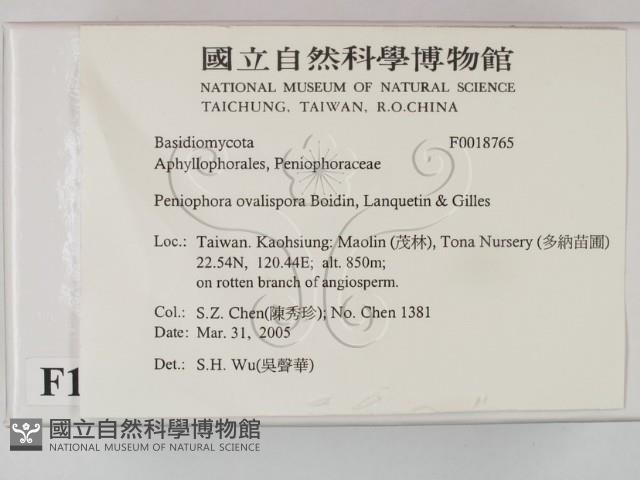 國立自然科學博物館
NATIONAL MUSEUM OF NATURAL SCIENCE
TAICHUNG, TAIWAN, R.O.CHINA
Basidiomycota F0018765
Aphyllophorales, Peniophoraceae
Peniophora ovalispora Boidin, Lanquetin & Gilles
Loc.: Taiwan. Kaohsiung: Maolin (茂林), Tona Nursery (多納苗圃)
22.54N, 120.44E; alt. 850m;
on rotten branch of angiosperm.
Col.: S.Z. Chen(陳秀珍); No. Chen 1381
Date: Mar. 31, 2005
Det.: S.H. Wu(吳聲華)
F1
國立自然科學博物館
NATIONAL MUSEUM OF NATURAL SCIENCE